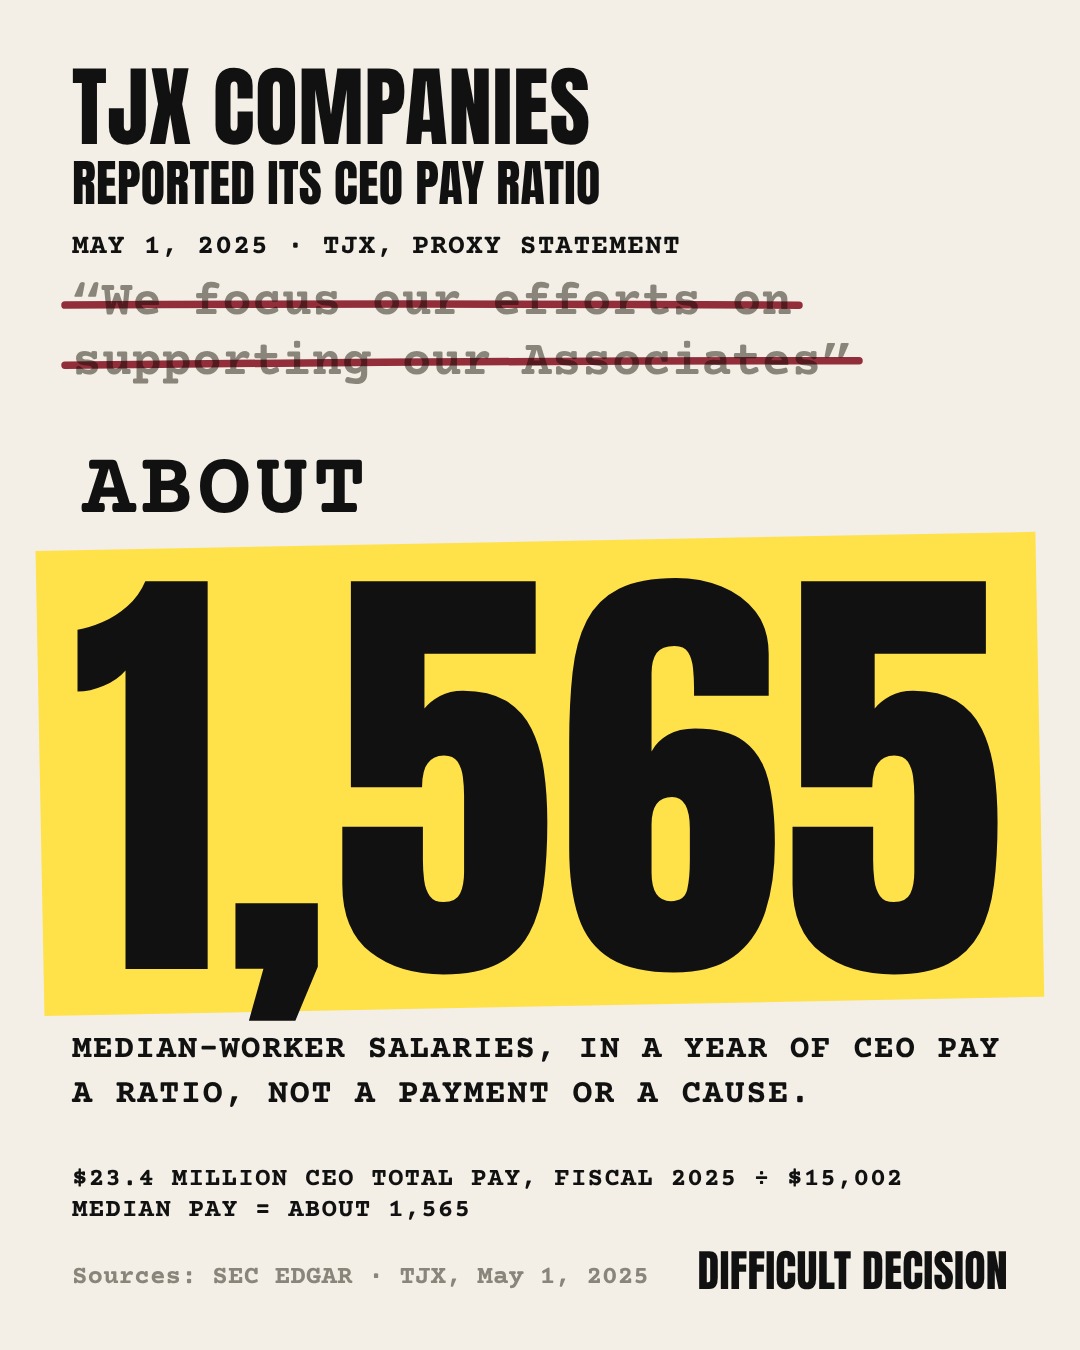 TJX COMPANIES
REPORTED ITS CEO PAY RATIO
MAY 1, 2025 · TJX, PROXY STATEMENT
“We focus our efforts on
supporting our Associates”
ABOUT
1,565
MEDIAN–WORKER SALARIES, IN A YEAR OF CEO PAY
A RATIO, NOT A PAYMENT OR A CAUSE.
$23.4 MILLION CEO TOTAL PAY, FISCAL 2025 ÷ $15,002
MEDIAN PAY = ABOUT 1,565
Sources: SEC EDGAR · TJX, May 1, 2025
DIFFICULT DECISION